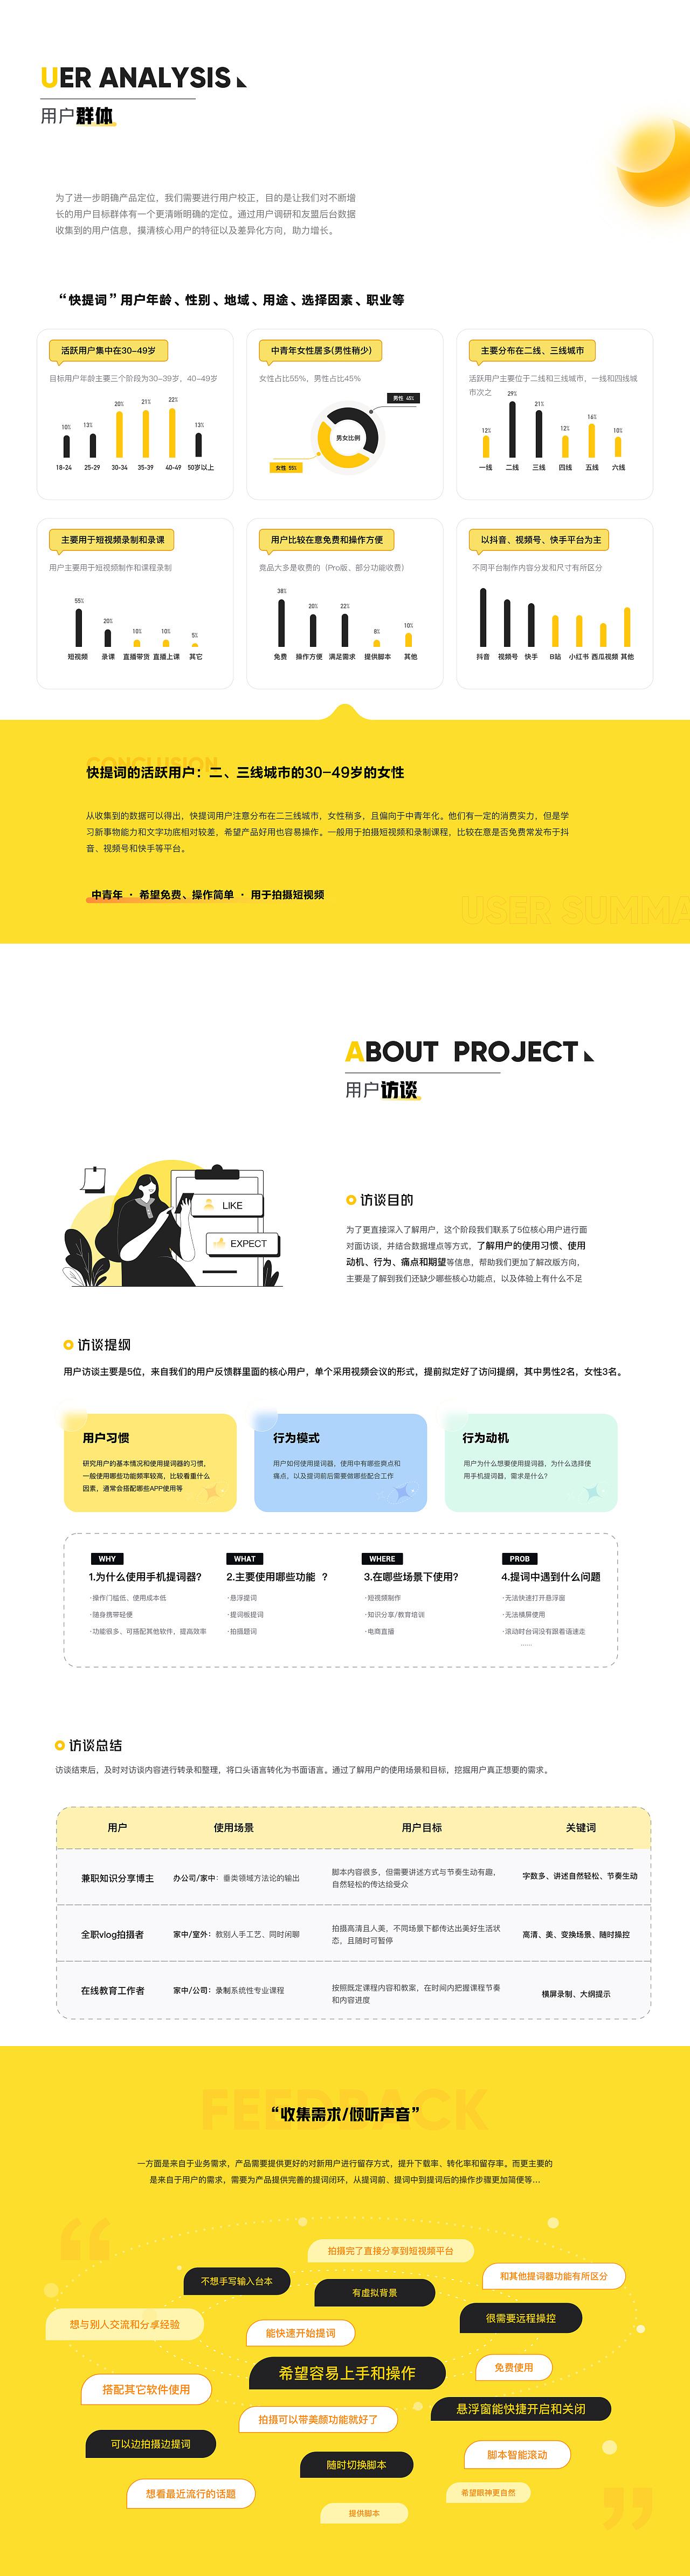 UER ANALYSIS
用户群体
为了进一步明确产品定位，我们需要进行用户校正，目的是让我们对不断增
长的用户目标群体有一个更清晰明确的定位。通过用户调研和友盟后台数据
收集到的用户信息，摸清核心用户的特征以及差异化方向，助力增长。
“快提词”用户年龄、性别、地域、用途、选择因素、职业等
活跃用户集中在30-49岁
目标用户年龄主要三个阶段为30-39岁，40-49岁
10% 13% 20% 21% 22% 13%
18-24 25-29 30-34 35-39 40-49 50岁以上
中青年女性居多(男性稍少)
女性占比55%，男性占比45%
男性 45%
男女比例
女性 55%
主要分布在二线、三线城市
活跃用户主要位于二线和三线城市，一线和四线城
市次之
12% 29% 21% 12% 16% 10%
一线 二线 三线 四线 五线 六线
主要用于短视频录制和录课
用户主要用于短视频制作和课程录制
55% 20% 10% 10% 5%
短视频 录课 直播带货 直播上课 其它
用户比较在意免费和操作方便
竞品大多是收费的（Pro版、部分功能收费）
38% 20% 22% 8% 10%
免费 操作方便 满足需求 提供脚本 其他
以抖音、视频号、快手平台为主
不同平台制作内容分发和尺寸有所区分
抖音 视频号 快手 B站 小红书 西瓜视频 其他
CONCLUSION
快提词的活跃用户：二、三线城市的30-49岁的女性
从收集到的数据可以得出，快提词用户注意分布在二三线城市，女性稍多，且偏向于中青年化。他们有一定的消费实力，但是学
习新事物能力和文字功底相对较差，希望产品好用也容易操作。一般用于拍摄短视频和录制课程，比较在意是否免费常发布于抖
音、视频号和快手等平台。
中青年 · 希望免费、操作简单 · 用于拍摄短视频
USER SUMMA
ABOUT PROJECT
用户访谈
LIKE
EXPECT
访谈目的
为了更直接深入了解用户，这个阶段我们联系了5位核心用户进行面
对面访谈，并结合数据埋点等方式，了解用户的使用习惯、使用
动机、行为、痛点和期望等信息，帮助我们更加了解改版方向，
主要是了解到我们还缺少哪些核心功能点，以及体验上有什么不足
访谈提纲
用户访谈主要是5位，来自我们的用户反馈群里面的核心用户，单个采用视频会议的形式，提前拟定好了访问提纲，其中男性2名，女性3名。
用户习惯
研究用户的基本情况和使用提词器的习惯，
一般使用哪些功能频率较高，比较看重什么
因素，通常会搭配哪些APP使用等
行为模式
用户如何使用提词器，使用中有哪些爽点和
痛点，以及提词前后需要做哪些配合工作
行为动机
用户为什么想要使用提词器，为什么选择使
用手机提词器，需求是什么？
WHY
1.为什么使用手机提词器?
·操作门槛低、使用成本低
·随身携带轻便
·功能很多、可搭配其他软件，提高效率
WHAT
2.主要使用哪些功能 ？
·悬浮提词
·提词板提词
·拍摄题词
WHERE
3.在哪些场景下使用?
·短视频制作
·知识分享/教育培训
·电商直播
PROB
4.提词中遇到什么问题
·无法快速打开悬浮窗
·无法横屏使用
·滚动时台词没有跟着语速走
......
访谈总结
访谈结束后，及时对访谈内容进行转录和整理，将口头语言转化为书面语言。通过了解用户的使用场景和目标，挖掘用户真正想要的需求。
用户 使用场景 用户目标 关键词
兼职知识分享博主 办公司/家中：垂类领域方法论的输出
脚本内容很多，但需要讲述方式与节奏生动有趣，
自然轻松的传达给受众
字数多、讲述自然轻松、节奏生动
全职vlog拍摄者 家中/室外：教别人手工艺、同时闲聊
拍摄高清且人美，不同场景下都传达出美好生活状
态，且随时可暂停
高清、美、变换场景、随时操控
在线教育工作者 家中/公司：录制系统性专业课程
按照既定课程内容和教案，在时间内把握课程节奏
和内容进度
横屏录制、大纲提示
FEEDBACK
“收集需求/倾听声音”
一方面是来自于业务需求，产品需要提供更好的对新用户进行留存方式，提升下载率、转化率和留存率。而更主要的
是来自于用户的需求，需要为产品提供完善的提词闭环，从提词前、提词中到提词后的操作步骤更加简便等...
拍摄完了直接分享到短视频平台
不想手写输入台本
有虚拟背景
和其他提词器功能有所区分
想与别人交流和分享经验
很需要远程操控
能快速开始提词
希望容易上手和操作
免费使用
搭配其它软件使用
悬浮窗能快捷开启和关闭
拍摄可以带美颜功能就好了
可以边拍摄边提词
脚本智能滚动
随时切换脚本
想看最近流行的话题
希望眼神更自然
提供脚本